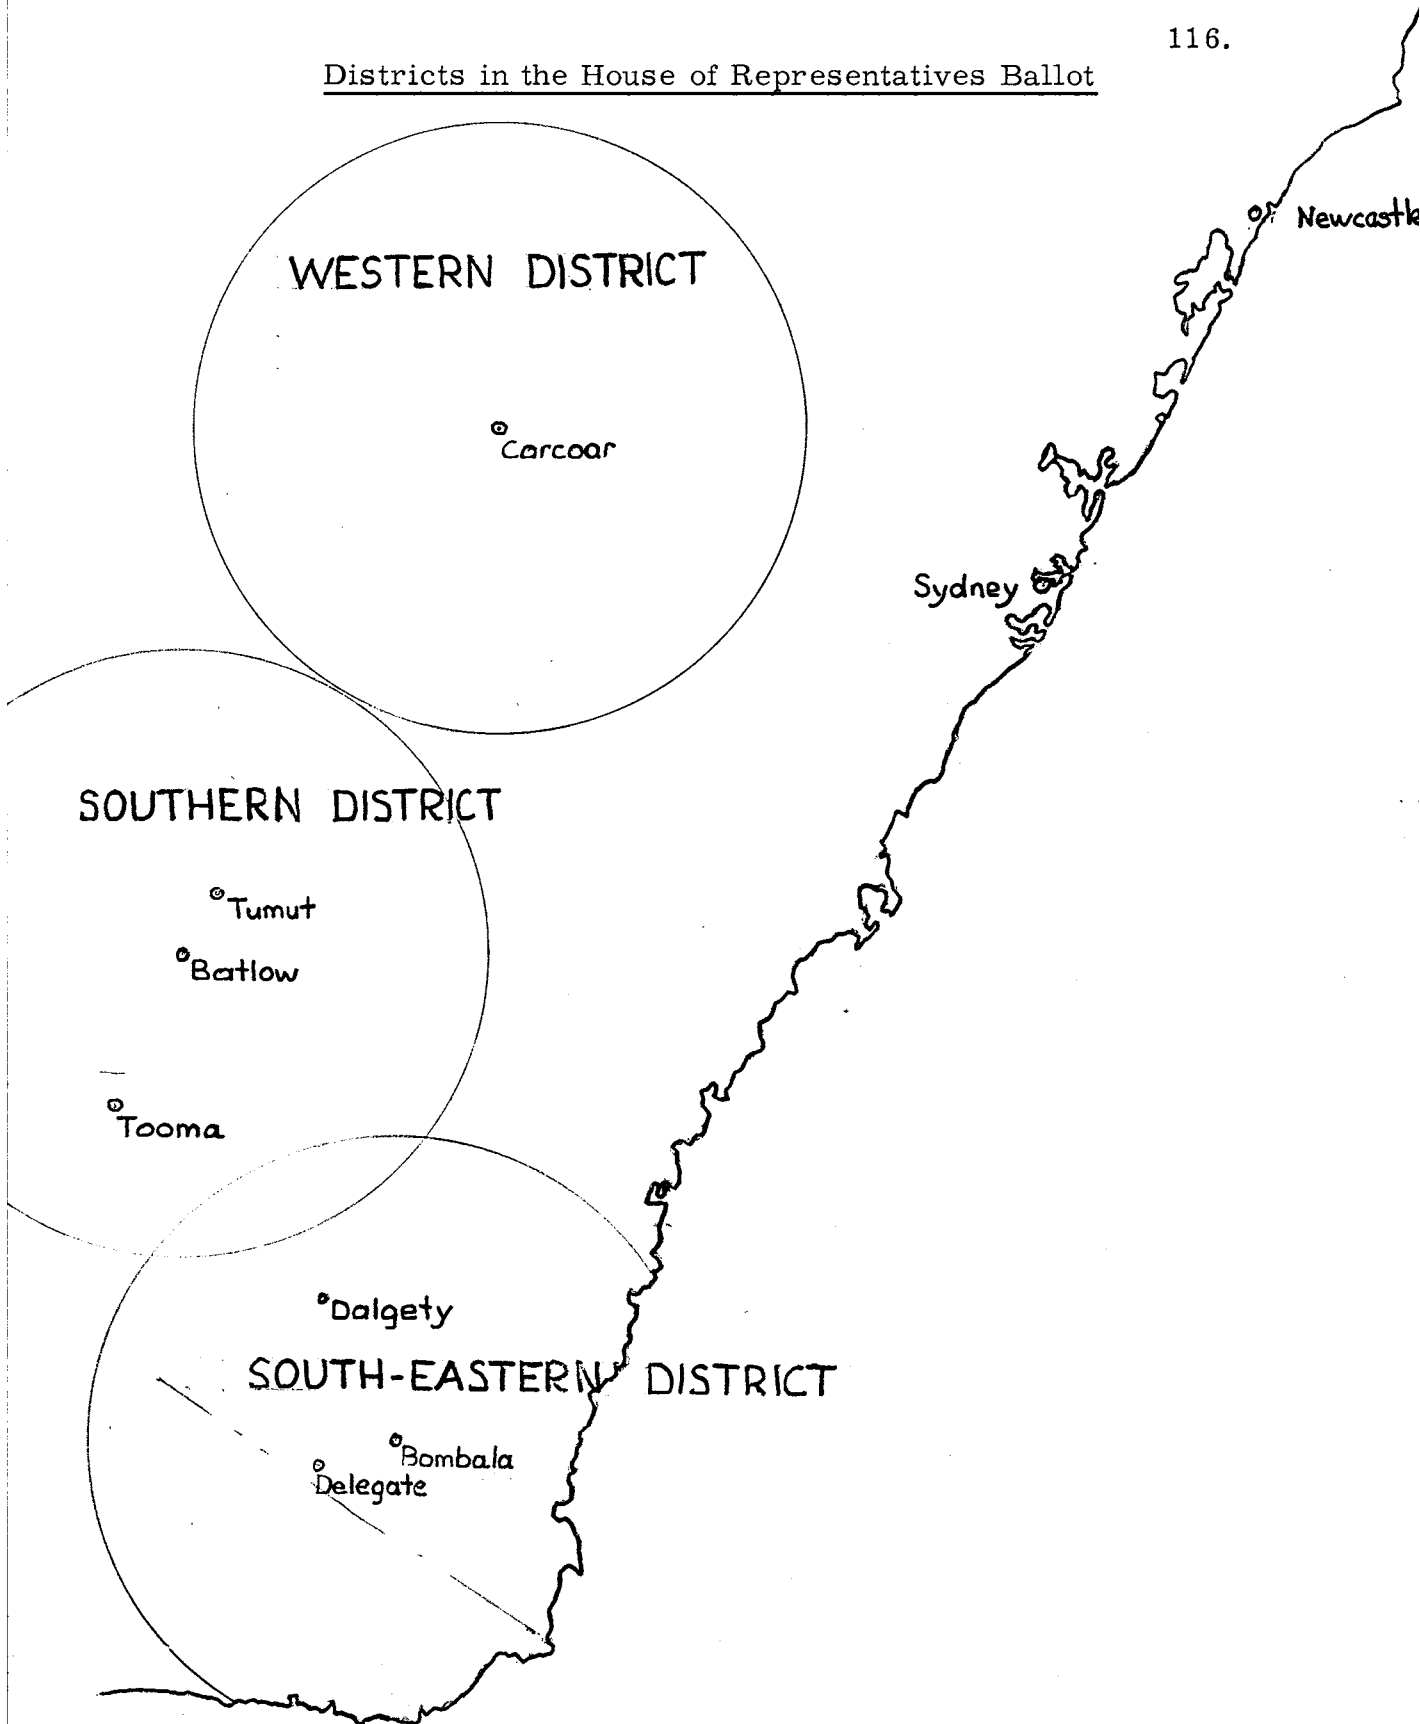 116.
Districts in the House of Representatives Ballot
Newcastle
WESTERN DISTRICT
Carcoar
Sydney
SOUTHERN DISTRICT
Tumut
Batlow
Tooma
Dalgety
SOUTH-EASTERN DISTRICT
Bombala
Delegate